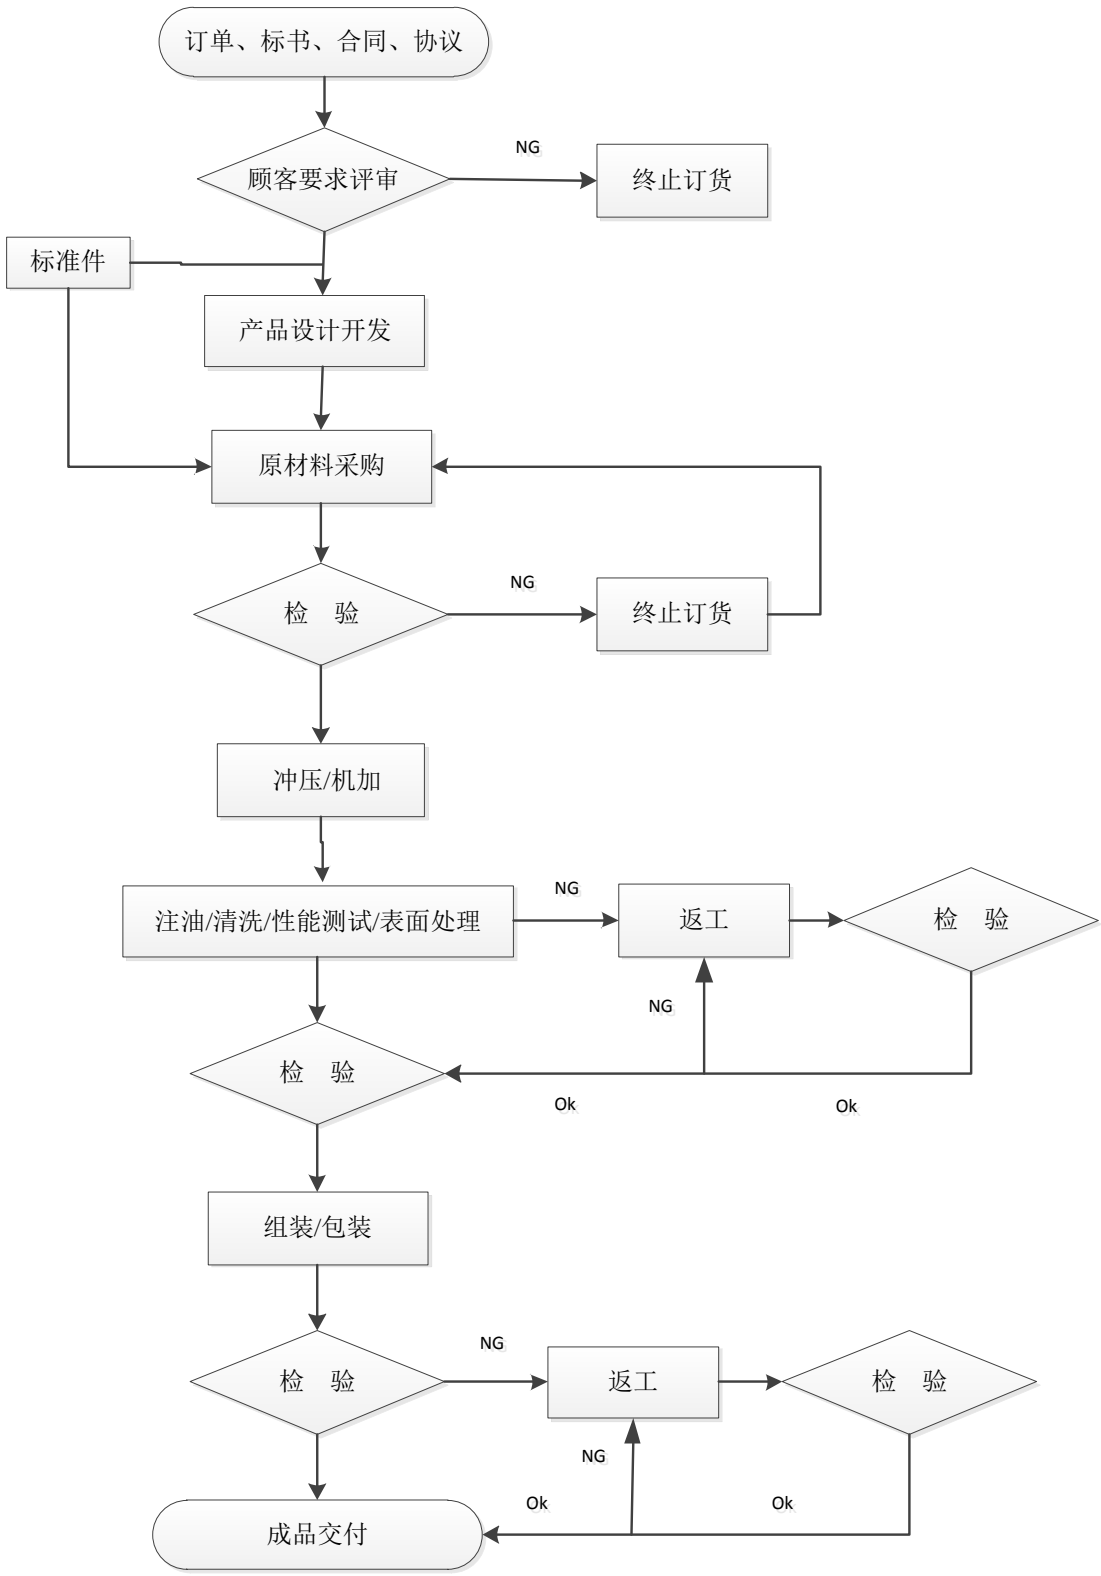 订单、标书、合同、协议
顾客要求评审
NG
终止订货
标准件
产品设计开发
原材料采购
检 验
NG
终止订货
冲压/机加
注油/清洗/性能测试/表面处理
NG
返工
检 验
NG
检 验
Ok
Ok
组装/包装
检 验
NG
返工
检 验
NG
Ok
Ok
成品交付